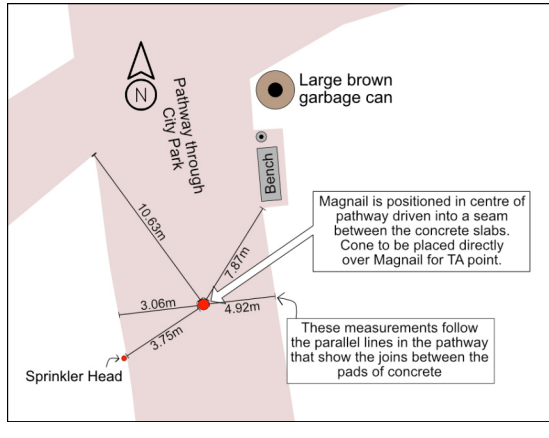 N
Pathway through
City Park
Large brown
garbage can
Bench
10.63m
7.87m
Magnail is positioned in centre of
pathway driven into a seam
between the concrete slabs.
Cone to be placed directly
over Magnail for TA point.
3.06m
4.92m
3.75m
These measurements follow
the parallel lines in the pathway
that show the joins between the
pads of concrete
Sprinkler Head